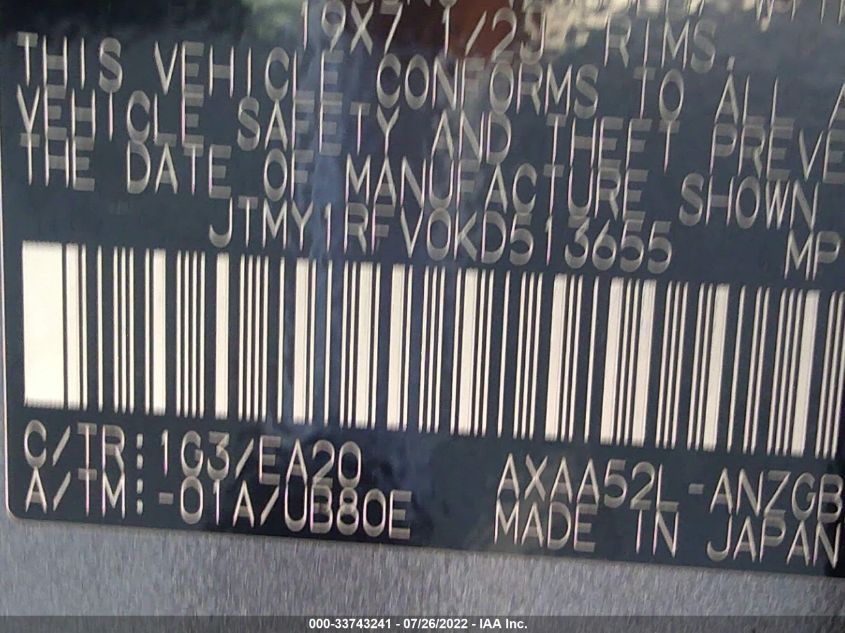 19X7 1/2J RIMS.
THIS VEHICLE CONFORMS TO ALL A
VEHICLE SAFETY AND THEFT PREVE
THE DATE OF MANUFACTURE SHOWN
JTMY1RFV0KD513655 MP
C/TR:1G3/EA20 AXAA52L-ANZGB
A/TM:-01A/UB80E MADE IN JAPAN
000-33743241 - 07/26/2022 - IAA Inc.